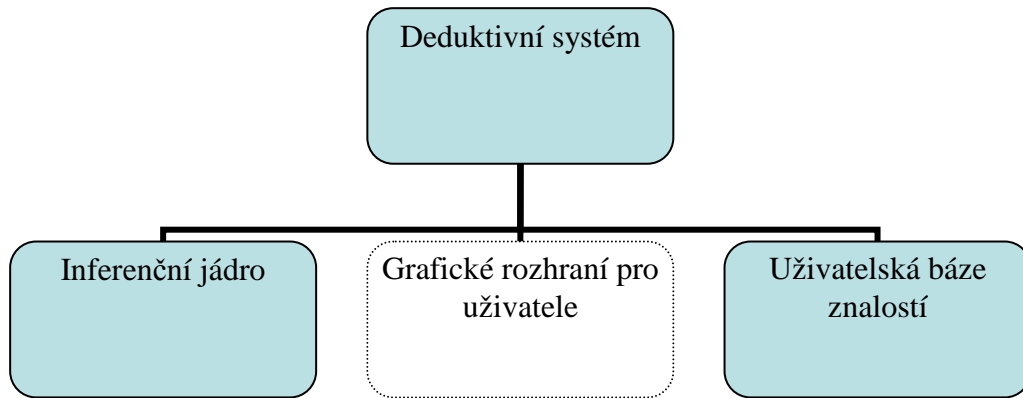 Deduktivní systém
Inferenční jádro
Grafické rozhraní pro
uživatele
Uživatelská báze
znalostí